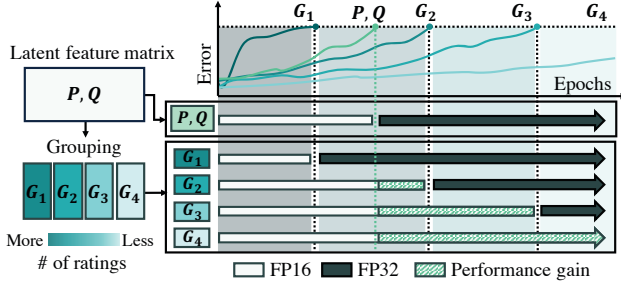 G1 P, Q G2 G3 G4
Latent feature matrix
Error
P, Q
Epochs
P, Q
Grouping
G1
G1 G2 G3 G4
G2
G3
More Less
G4
# of ratings
FP16 FP32 Performance gain